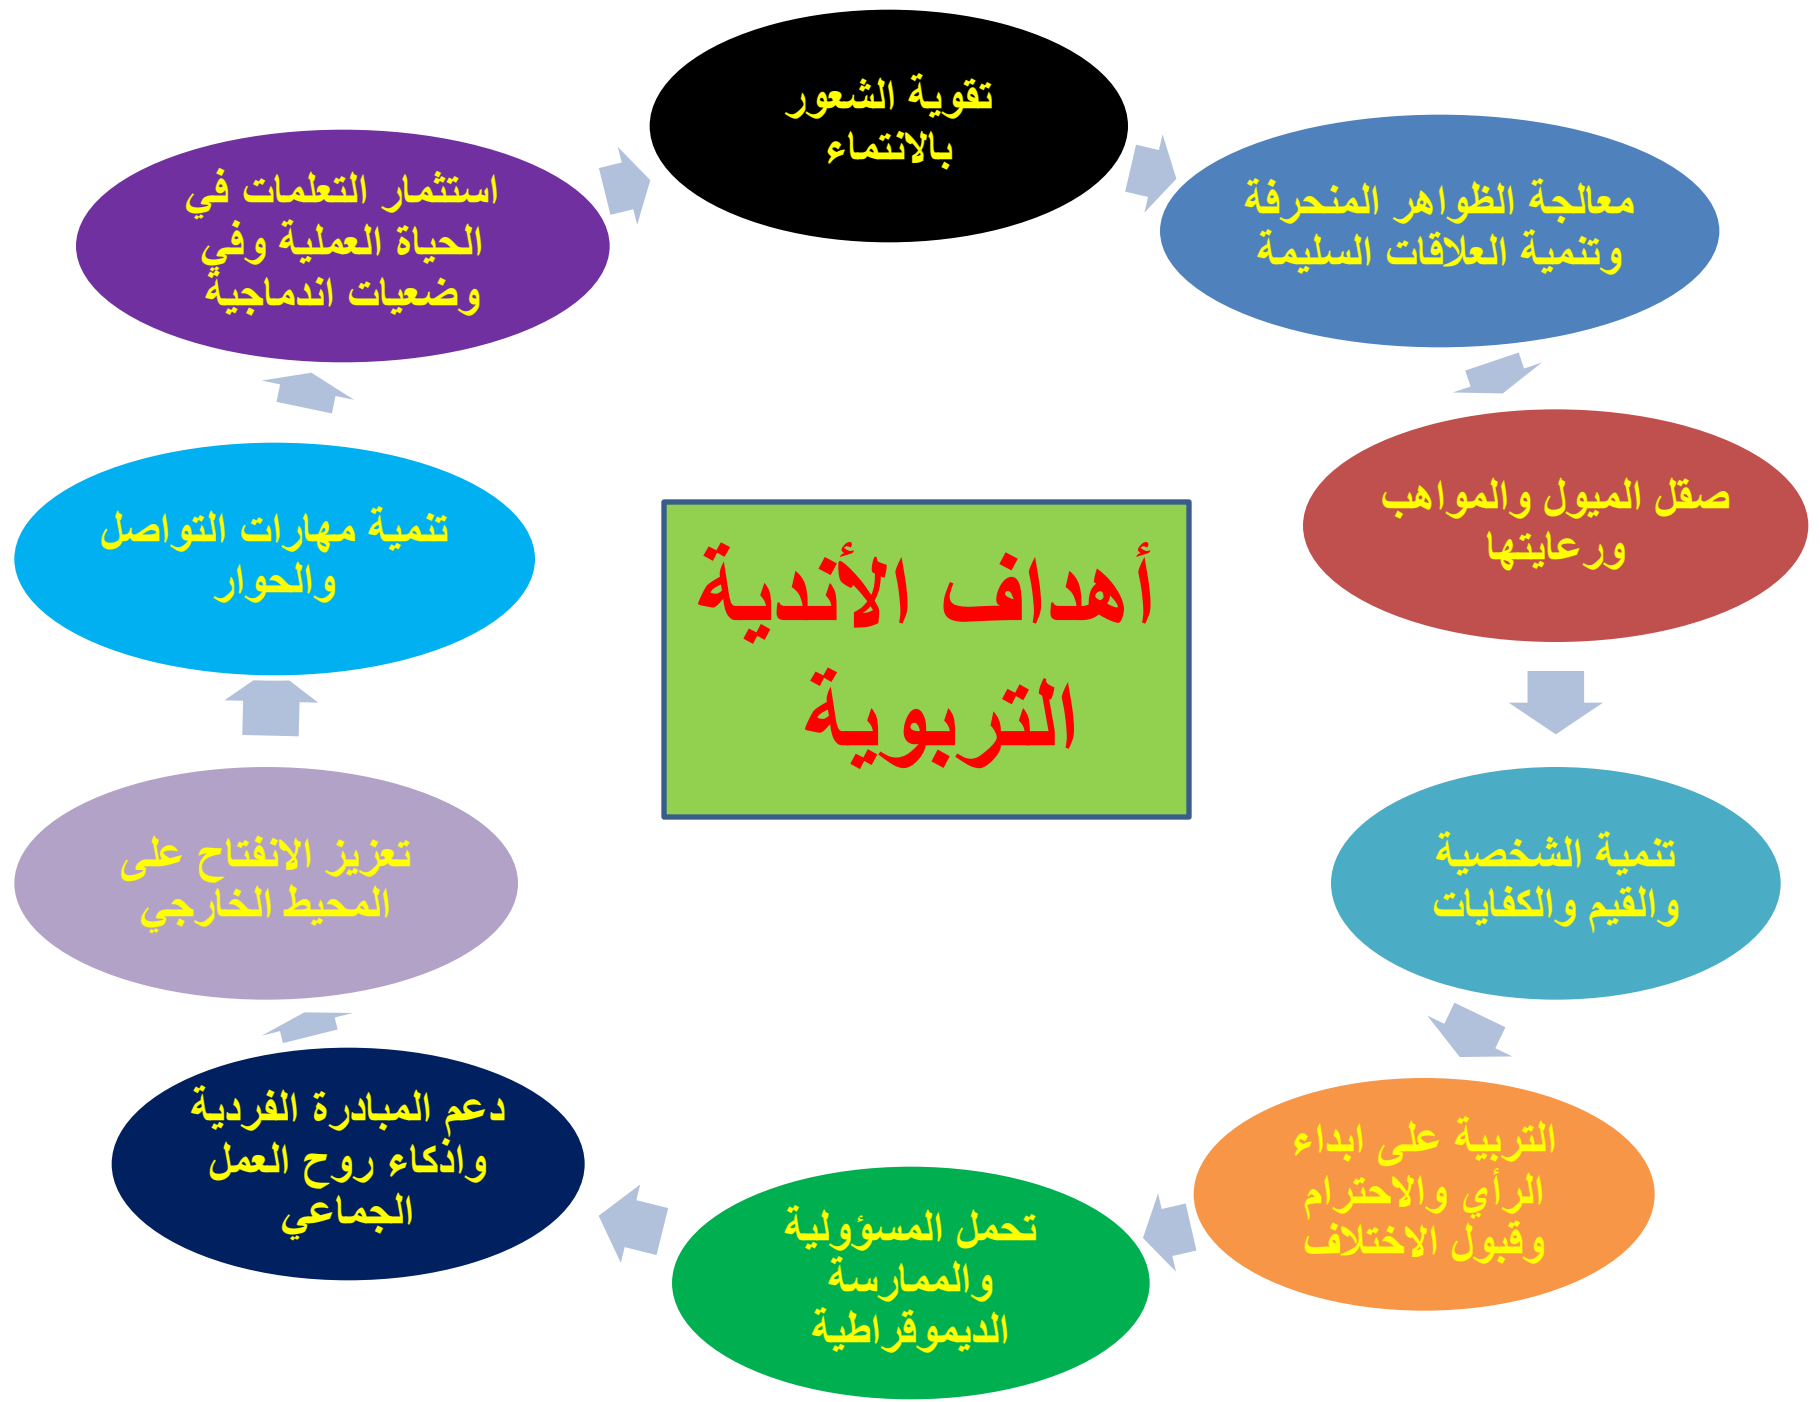 تقوية الشعور
بالانتماء
معالجة الظواهر المنحرفة
وتنمية العلاقات السليمة
صقل الميول والمواهب
ورعايتها
تنمية الشخصية
والقيم والكفايات
التربية على ابداء
الرأي والاحترام
وقبول الاختلاف
تحمل المسؤولية
والممارسة
الديموقراطية
دعم المبادرة الفردية
واذكاء روح العمل
الجماعي
تعزيز الانفتاح على
المحيط الخارجي
تنمية مهارات التواصل
والحوار
استثمار التعلمات في
الحياة العملية وفي
وضعيات اندماجية
أهداف الأندية
التربوية